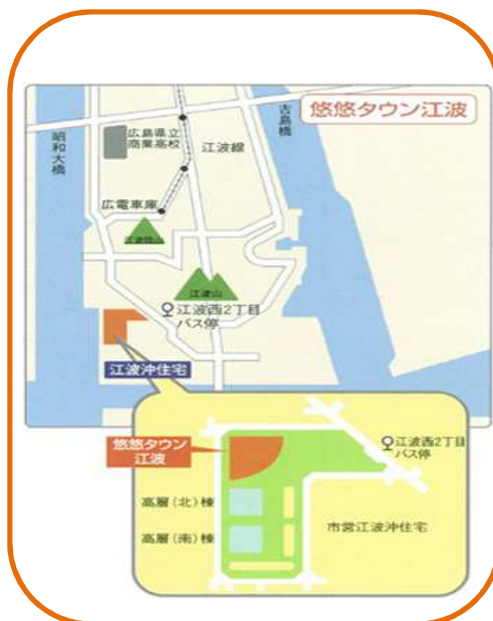 悠悠タウン江波
昭和大橋
広島県立
商業高校
江波線
吉島橋
広電車庫
江波山
江波西2丁目
バス停
江波沖住宅
悠悠タウン
江波
江波西2丁目
バス停
高層(北)棟
高層(南)棟
市営江波沖住宅